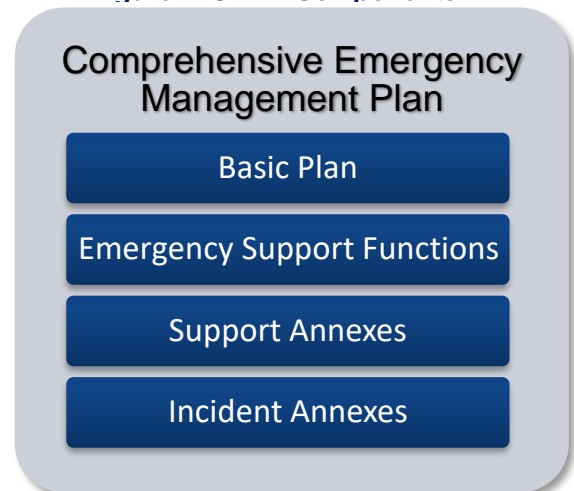 Comprehensive Emergency
Management Plan
Basic Plan
Emergency Support Functions
Support Annexes
Incident Annexes